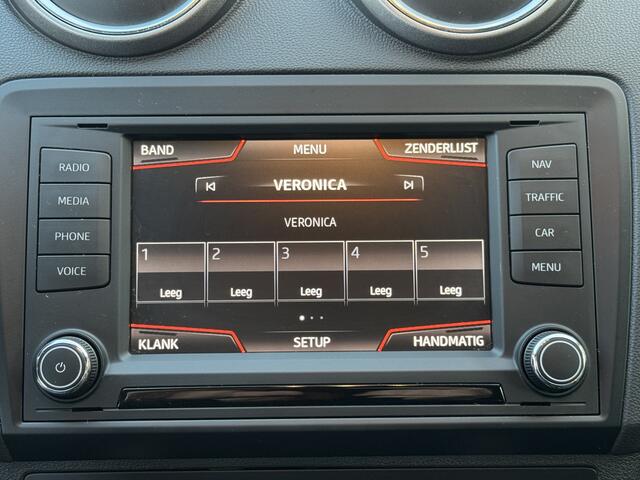 BAND MENU ZENDERLIJST
VERONICA
VERONICA
1 2 3 4 5
Leeg Leeg Leeg Leeg Leeg
KLANK SETUP HANDMATIG
RADIO
MEDIA
PHONE
VOICE
NAV
TRAFFIC
CAR
MENU